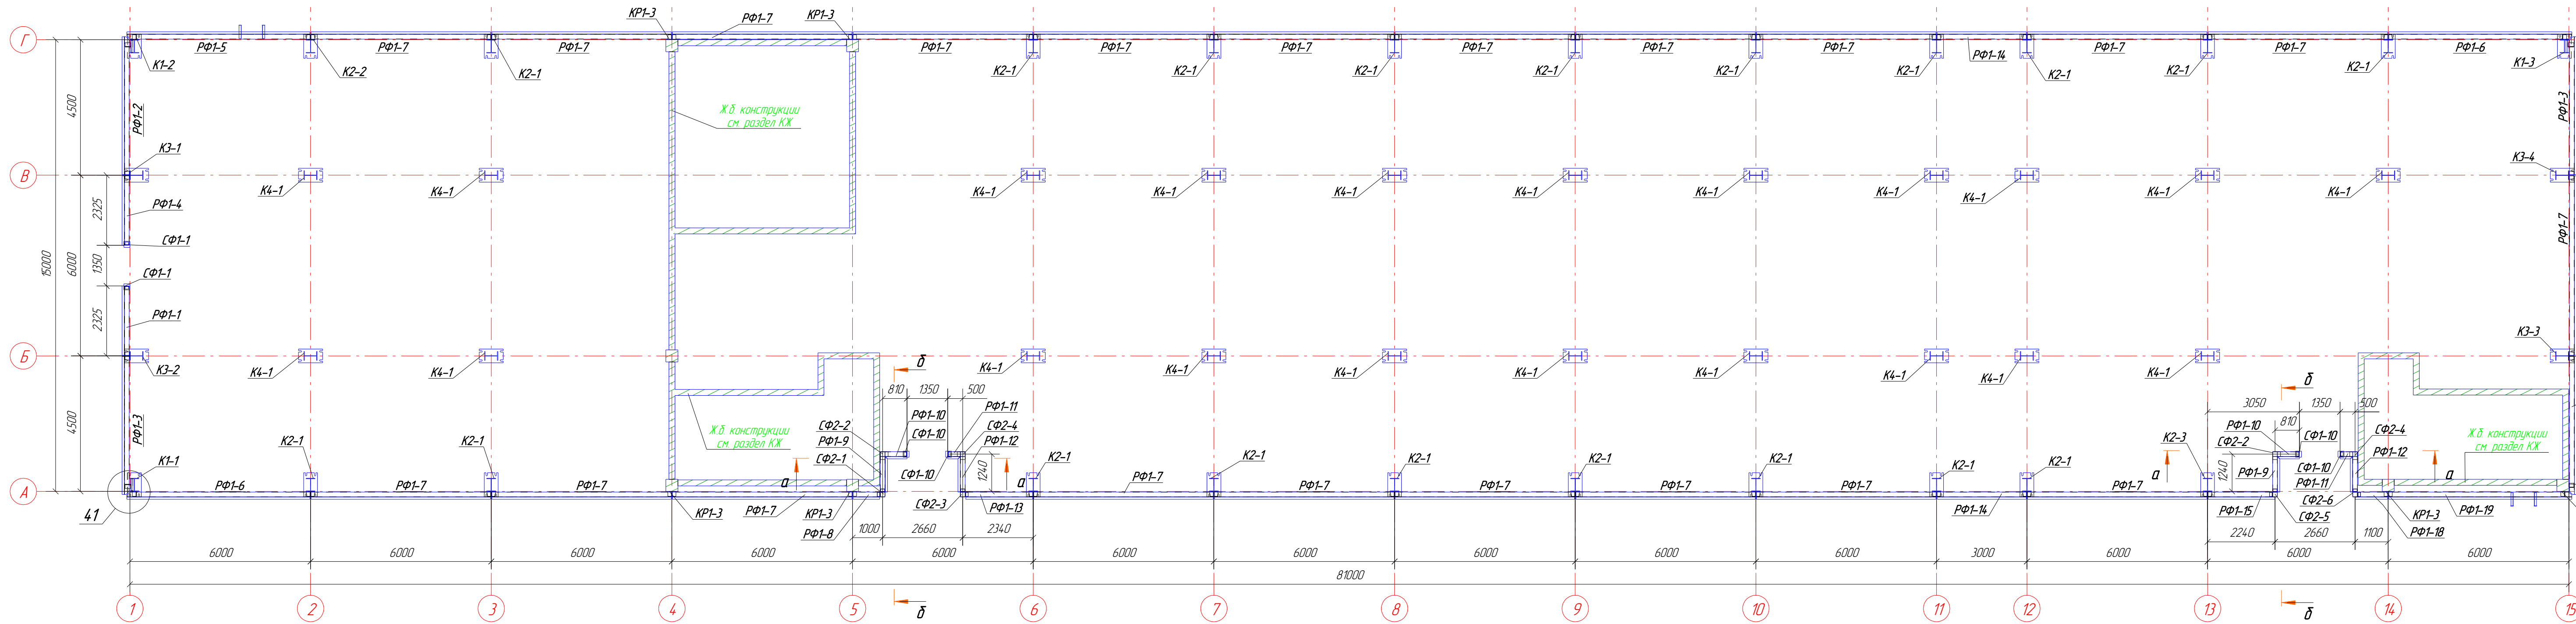 КР1-3
РФ1-7
КР1-3
Г
РФ1-5
РФ1-7
РФ1-7
РФ1-7
РФ1-7
РФ1-7
РФ1-7
РФ1-7
РФ1-7
РФ1-14
РФ1-7
РФ1-7
РФ1-6
К1-2
К2-2
К2-1
К2-1
К2-1
К2-1
К2-1
К2-1
К2-1
К2-1
К2-1
К2-1
К1-3
4500
РФ1-2
Ж.б. конструкции
см. раздел КЖ
РФ1-3
К3-1
К3-4
В
К4-1
К4-1
К4-1
К4-1
К4-1
К4-1
К4-1
К4-1
К4-1
К4-1
К4-1
2325
РФ1-4
РФ1-7
СФ1-1
15000
6000
1350
СФ1-1
2325
РФ1-1
Б
К3-2
К4-1
К4-1
К4-1
К4-1
К4-1
К4-1
К4-1
К4-1
К4-1
К4-1
К3-3
б
б
810
1350
500
3050
1350
500
810
4500
РФ1-3
РФ1-10
РФ1-11
СФ2-2
СФ1-10
СФ2-4
РФ1-9
РФ1-12
СФ2-1
СФ1-10
1240
Ж.б. конструкции
см. раздел КЖ
РФ1-10
СФ2-2
СФ1-10
СФ2-4
1240
РФ1-9
СФ1-10
РФ1-12
РФ1-11
Ж.б. конструкции
см. раздел КЖ
К1-1
К2-1
К2-1
К2-1
К2-1
К2-1
К2-1
К2-1
К2-1
К2-1
К2-3
а
а
а
а
А
РФ1-6
РФ1-7
РФ1-7
РФ1-7
РФ1-7
РФ1-7
РФ1-7
РФ1-7
РФ1-7
РФ1-7
41
КР1-3
РФ1-7
КР1-3
РФ1-8
СФ2-3
РФ1-13
РФ1-14
РФ1-15
СФ2-5
СФ2-6
КР1-3
РФ1-18
РФ1-19
1000
2660
2340
2240
2660
1100
6000
6000
6000
6000
6000
6000
6000
6000
6000
6000
3000
6000
6000
6000
81000
1
2
3
4
5
6
7
8
9
10
11
12
13
14
15
б
б